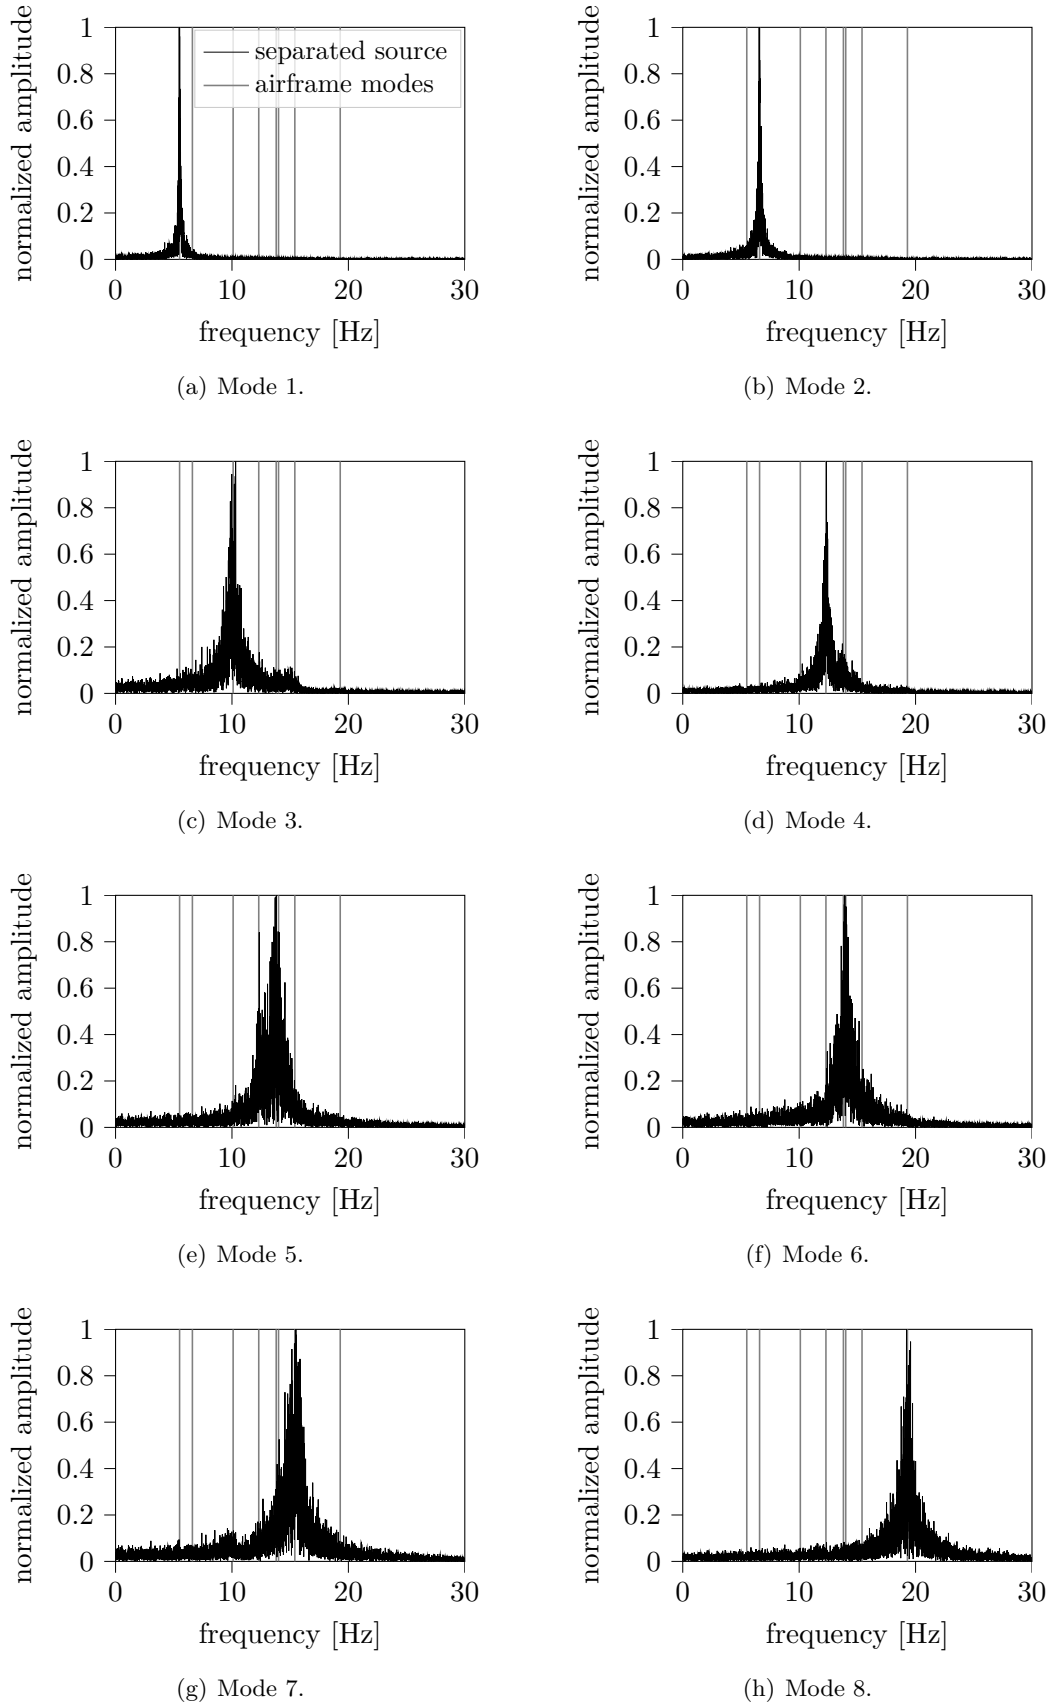 normalized amplitude
1
0.8
0.6
0.4
0.2
0
separated source
airframe modes
0 10 20 30
frequency [Hz]
(a) Mode 1.
normalized amplitude
1
0.8
0.6
0.4
0.2
0
0 10 20 30
frequency [Hz]
(b) Mode 2.
normalized amplitude
1
0.8
0.6
0.4
0.2
0
0 10 20 30
frequency [Hz]
(c) Mode 3.
normalized amplitude
1
0.8
0.6
0.4
0.2
0
0 10 20 30
frequency [Hz]
(d) Mode 4.
normalized amplitude
1
0.8
0.6
0.4
0.2
0
0 10 20 30
frequency [Hz]
(e) Mode 5.
normalized amplitude
1
0.8
0.6
0.4
0.2
0
0 10 20 30
frequency [Hz]
(f) Mode 6.
normalized amplitude
1
0.8
0.6
0.4
0.2
0
0 10 20 30
frequency [Hz]
(g) Mode 7.
normalized amplitude
1
0.8
0.6
0.4
0.2
0
0 10 20 30
frequency [Hz]
(h) Mode 8.